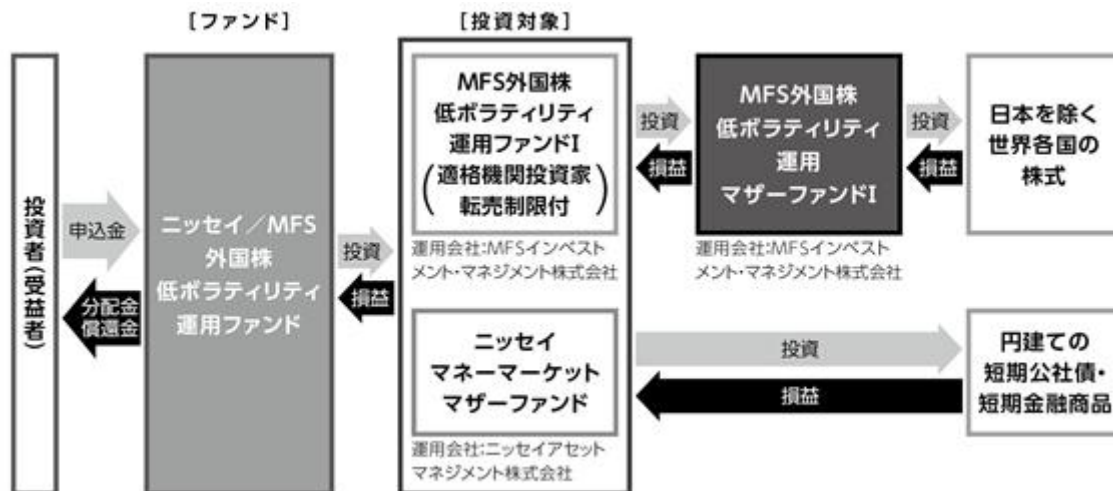 [ファンド]
[投資対象]
投資者(受益者)
申込金
分配金
償還金
ニッセイ／MFS
外国株
低ボラティリティ
運用ファンド
投資
損益
MFS外国株
低ボラティリティ
運用ファンドI
(適格機関投資家
転売制限付)
運用会社:MFSインベスト
メント・マネジメント株式会社
投資
損益
MFS外国株
低ボラティリティ
運用
マザーファンドI
運用会社:MFSインベスト
メント・マネジメント株式会社
投資
損益
日本を除く
世界各国の
株式
ニッセイ
マネーマーケット
マザーファンド
運用会社:ニッセイアセット
マネジメント株式会社
投資
損益
円建ての
短期公社債・
短期金融商品